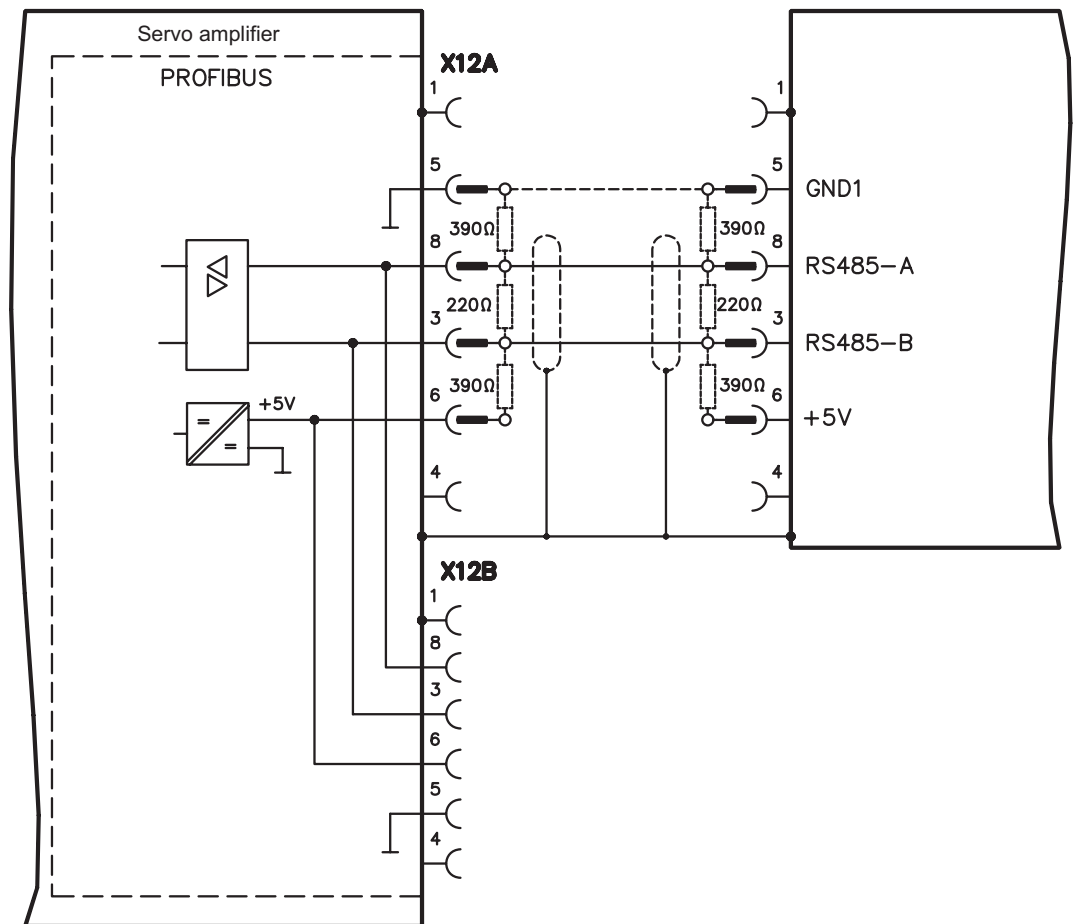 Servo amplifier
PROFIBUS
X12A
1
1
5
5
GND1
390Ω
390Ω
8
8
RS485-A
220Ω
220Ω
3
3
RS485-B
390Ω
390Ω
6
6
+5V
+5V
=
=
4
4
X12B
1
8
3
6
5
4